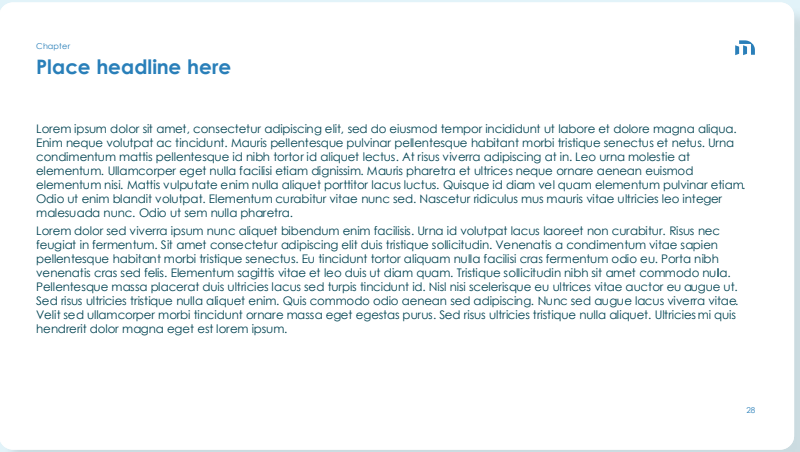 Chapter
Place headline here
Lorem ipsum dolor sit amet, consectetur adipiscing elit, sed do eiusmod tempor incididunt ut labore et dolore magna aliqua.
Enim neque volutpat ac tincidunt. Mauris pellentesque pulvinar pellentesque habitant morbi tristique senectus et netus. Urna
condimentum mattis pellentesque id nibh tortor id aliquet lectus. At risus viverra adipiscing at in. Leo urna molestie at
elementum. Ullamcorper eget nulla facilisi etiam dignissim. Mauris pharetra et ultrices neque ornare aenean euismod
elementum nisi. Mattis vulputate enim nulla aliquet porttitor lacus luctus. Quisque id diam vel quam elementum pulvinar etiam.
Odio ut enim blandit volutpat. Elementum curabitur vitae nunc sed. Nascetur ridiculus mus mauris vitae ultricies leo integer
malesuada nunc. Odio ut sem nulla pharetra.
Lorem dolor sed viverra ipsum nunc aliquet bibendum enim facilisis. Urna id volutpat lacus laoreet non curabitur. Risus nec
feugiat in fermentum. Sit amet consectetur adipiscing elit duis tristique sollicitudin. Venenatis a condimentum vitae sapien
pellentesque habitant morbi tristique senectus. Eu tincidunt tortor aliquam nulla facilisi cras fermentum odio eu. Porta nibh
venenatis cras sed felis. Elementum sagittis vitae et leo duis ut diam quam. Tristique sollicitudin nibh sit amet commodo nulla.
Pellentesque massa placerat duis ultricies lacus sed turpis tincidunt id. Nisl nisi scelerisque eu ultrices vitae auctor eu augue ut.
Sed risus ultricies tristique nulla aliquet enim. Quis commodo odio aenean sed adipiscing. Nunc sed augue lacus viverra vitae.
Velit sed ullamcorper morbi tincidunt ornare massa eget egestas purus. Sed risus ultricies tristique nulla aliquet. Ultricies mi quis
hendrerit dolor magna eget est lorem ipsum.
28